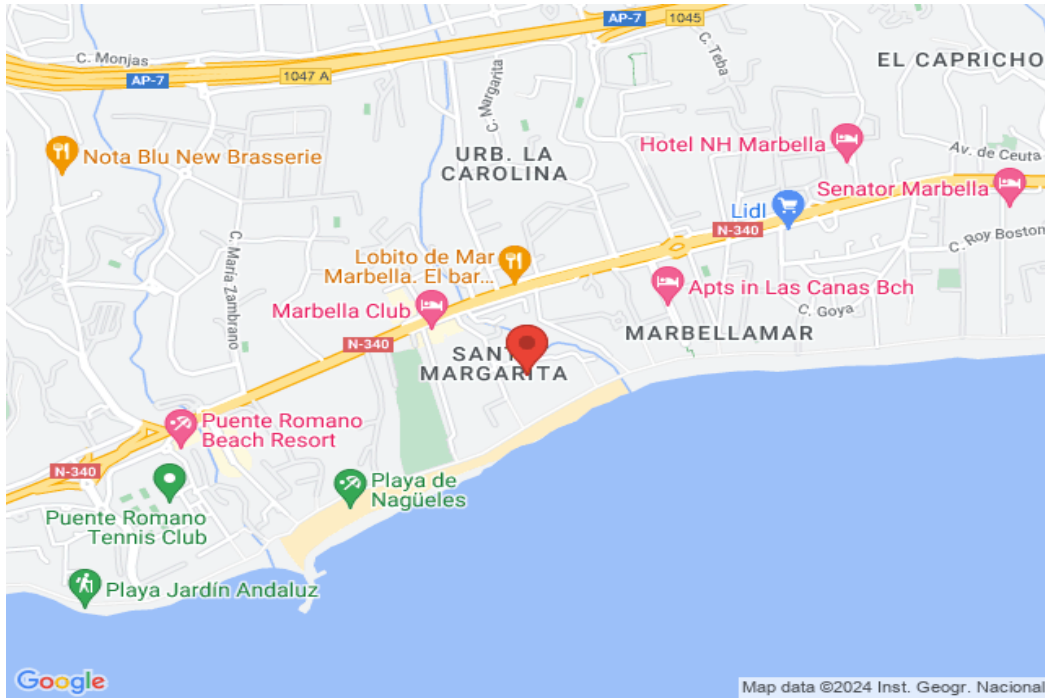 AP-7
1045
C. Monjas
C. Teba
EL CAPRICHO
AP-7
1047 A
C. Margarita
Nota Blu New Brasserie
URB. LA
CAROLINA
Hotel NH Marbella
Av. de Ceuta
Senator Marbella
Lidl
N-340
C. Roy Boston
C. María Zambrano
Lobito de Mar
Marbella. El bar...
Apts in Las Canas Bch
Marbella Club
C. Goya
MARBELLAMAR
N-340
SANT
MARGARITA
Puente Romano
Beach Resort
N-340
Playa de
Nagüeles
Puente Romano
Tennis Club
Playa Jardín Andaluz
Google
Map data ©2024 Inst. Geogr. Nacional